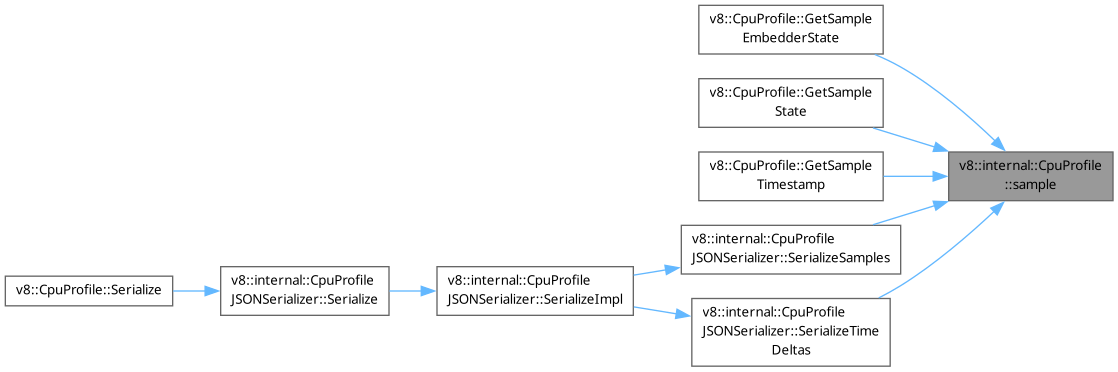 v8::CpuProfile::GetSample
EmbedderState
v8::CpuProfile::GetSample
State
v8::CpuProfile::GetSample
Timestamp
v8::internal::CpuProfile
::sample
v8::internal::CpuProfile
JSONSerializer::SerializeSamples
v8::CpuProfile::Serialize
v8::internal::CpuProfile
JSONSerializer::Serialize
v8::internal::CpuProfile
JSONSerializer::SerializeImpl
v8::internal::CpuProfile
JSONSerializer::SerializeTime
Deltas